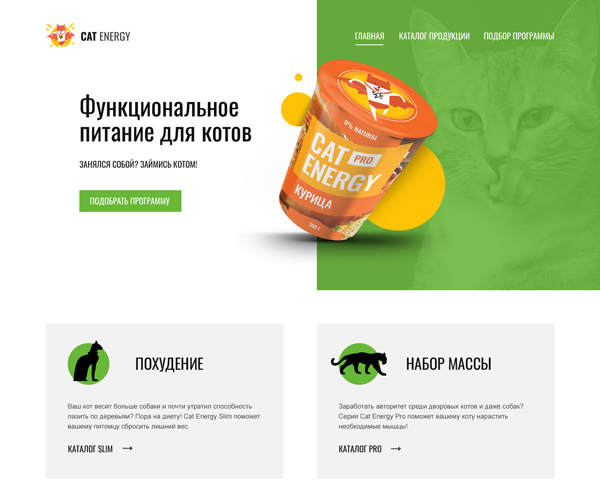 CAT ENERGY
ГЛАВНАЯ КАТАЛОГ ПРОДУКЦИИ ПОДБОР ПРОГРАММЫ
Функциональное
питание для котов
ЗАНЯЛСЯ СОБОЙ? ЗАЙМИСЬ КОТОМ!
ПОДОБРАТЬ ПРОГРАММУ
0% NATURAL
CAT PRO
ENERGY
КУРИЦА
500 г
ПОХУДЕНИЕ
Ваш кот весит больше собаки и почти утратил способность
лазить по деревьям? Пора на диету! Cat Energy Slim поможет
вашему питомцу сбросить лишний вес.
КАТАЛОГ SLIM
НАБОР МАССЫ
Заработать авторитет среди дворовых котов и даже собак?
Серия Cat Energy Pro поможет вашему коту нарастить
необходимые мышцы!
КАТАЛОГ PRO